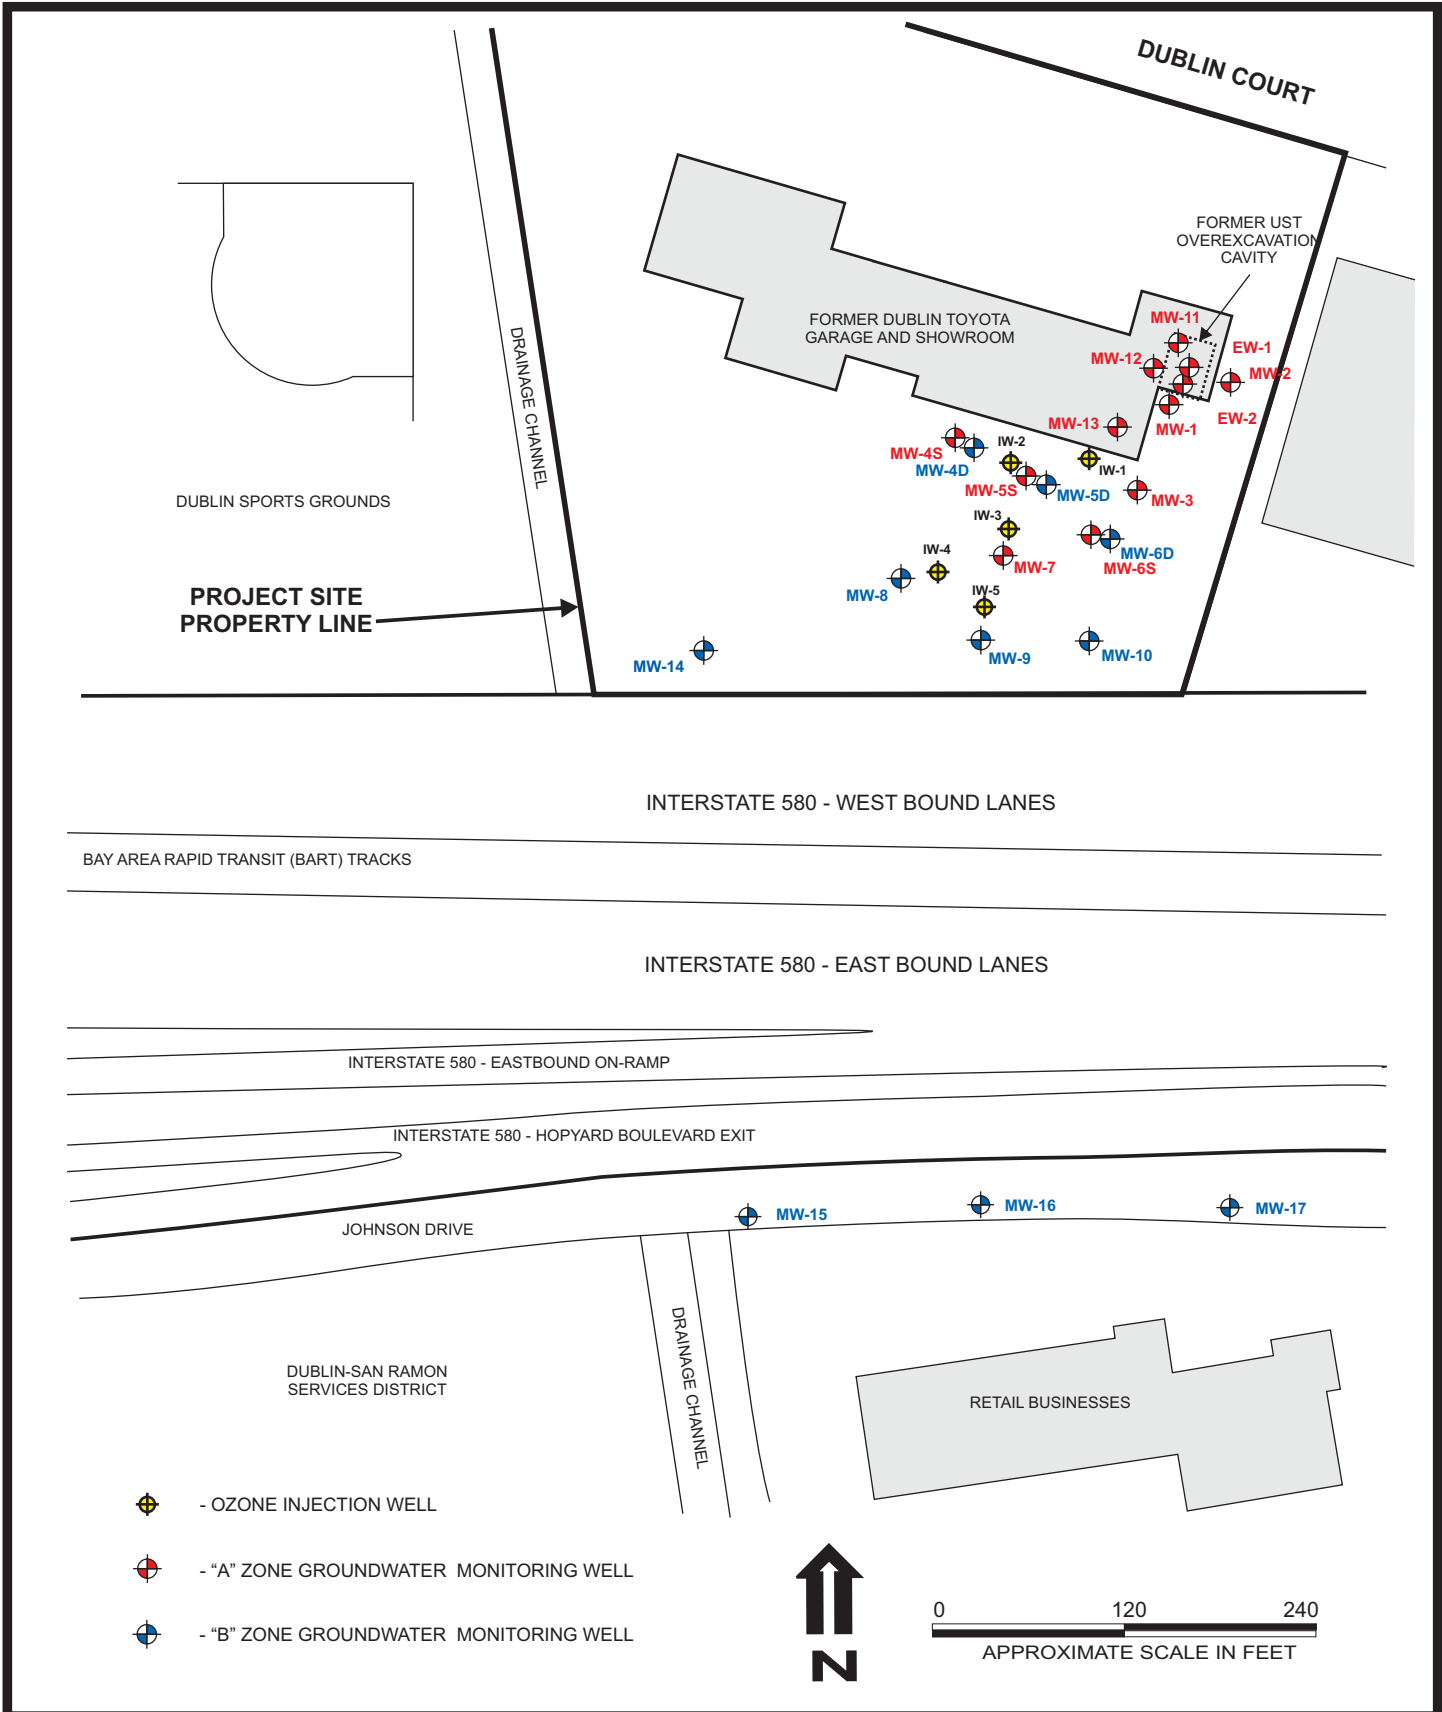 DUBLIN COURT
FORMER UST
OVEREXCAVATION
CAVITY
MW-11
FORMER DUBLIN TOYOTA
GARAGE AND SHOWROOM
EW-1
MW-12
MW-2
DRAINAGE CHANNEL
EW-2
MW-13
MW-1
IW-2
MW-4S
MW-4D
IW-1
MW-5S
MW-5D
MW-3
DUBLIN SPORTS GROUNDS
IW-3
IW-4
MW-6D
MW-7
MW-6S
IW-5
MW-8
PROJECT SITE
PROPERTY LINE
MW-14
MW-9
MW-10
INTERSTATE 580 - WEST BOUND LANES
BAY AREA RAPID TRANSIT (BART) TRACKS
INTERSTATE 580 - EAST BOUND LANES
INTERSTATE 580 - EASTBOUND ON-RAMP
INTERSTATE 580 - HOPYARD BOULEVARD EXIT
MW-15
MW-16
MW-17
JOHNSON DRIVE
DRAINAGE CHANNEL
DUBLIN-SAN RAMON
SERVICES DISTRICT
RETAIL BUSINESSES
- OZONE INJECTION WELL
- “A” ZONE GROUNDWATER  MONITORING WELL
- “B” ZONE GROUNDWATER  MONITORING WELL
N
0 120 240
APPROXIMATE SCALE IN FEET